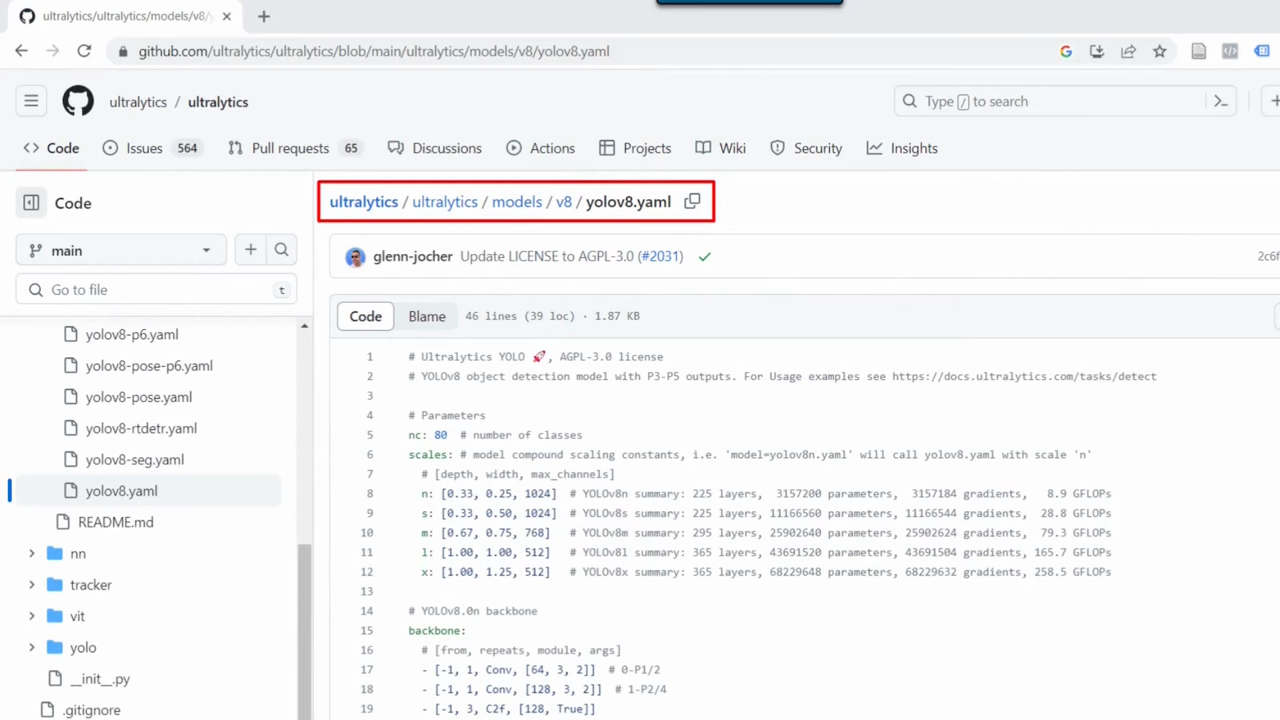 ultralytics/ultralytics/models/v8/
github.com/ultralytics/ultralytics/blob/main/ultralytics/models/v8/yolov8.yaml
ultralytics / ultralytics
Type / to search
Code
Issues 564
Pull requests 65
Discussions
Actions
Projects
Wiki
Security
Insights
Code
main
Go to file
t
yolov8-p6.yaml
yolov8-pose-p6.yaml
yolov8-pose.yaml
yolov8-rtdetr.yaml
yolov8-seg.yaml
yolov8.yaml
README.md
nn
tracker
vit
yolo
__init__.py
.gitignore
ultralytics / ultralytics / models / v8 / yolov8.yaml
glenn-jocher Update LICENSE to AGPL-3.0 (#2031)
2c6f
Code Blame 46 lines (39 loc) · 1.87 KB
1 # Ultralytics YOLO 🚀, AGPL-3.0 license
2 # YOLOv8 object detection model with P3-P5 outputs. For Usage examples see https://docs.ultralytics.com/tasks/detect
3
4 # Parameters
5 nc: 80 # number of classes
6 scales: # model compound scaling constants, i.e. 'model=yolov8n.yaml' will call yolov8.yaml with scale 'n'
7 # [depth, width, max_channels]
8 n: [0.33, 0.25, 1024] # YOLOv8n summary: 225 layers, 3157200 parameters, 3157184 gradients, 8.9 GFLOPs
9 s: [0.33, 0.50, 1024] # YOLOv8s summary: 225 layers, 11166560 parameters, 11166544 gradients, 28.8 GFLOPs
10 m: [0.67, 0.75, 768] # YOLOv8m summary: 295 layers, 25902640 parameters, 25902624 gradients, 79.3 GFLOPs
11 l: [1.00, 1.00, 512] # YOLOv8l summary: 365 layers, 43691520 parameters, 43691504 gradients, 165.7 GFLOPs
12 x: [1.00, 1.25, 512] # YOLOv8x summary: 365 layers, 68229648 parameters, 68229632 gradients, 258.5 GFLOPs
13
14 # YOLOv8.0n backbone
15 backbone:
16 # [from, repeats, module, args]
17 - [-1, 1, Conv, [64, 3, 2]] # 0-P1/2
18 - [-1, 1, Conv, [128, 3, 2]] # 1-P2/4
19 - [-1, 3, C2f, [128, True]]